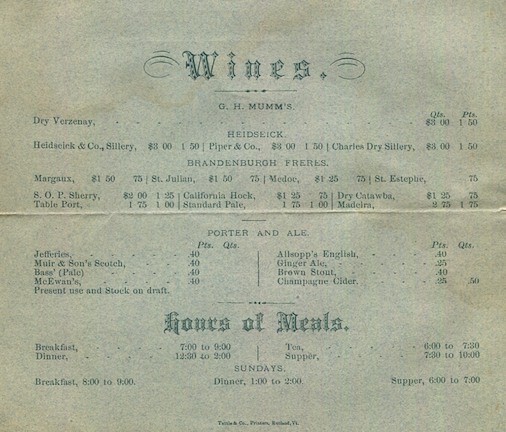 Wines.
G. H. MUMM'S.
Qts. Pts.
Dry Verzenay, $3 00 1 50
HEIDSEICK.
Heidseick & Co., Sillery, $3 00 1 50 | Piper & Co., $3 00 1 50 | Charles Dry Sillery, $3 00 1 50
BRANDENBURGH FRERES.
Margaux, $1 50 75 | St. Julian, $1 50 75 | Medoc, $1 25 75 | St. Estephe, 75
S. O. P. Sherry, $2 00 1 25 | California Hock, $1 25 75 | Dry Catawba, $1 25 75
Table Port, 1 75 1 00 | Standard Pale, 1 75 1 00 | Madeira, 2 75 1 75
PORTER AND ALE.
Pts. Qts. Pts. Qts.
Jefferies, .40 Allsopp's English, .40
Muir & Son's Scotch, .40 Ginger Ale, .25
Bass' (Pale) .40 Brown Stout, .40
McEwan's, .40 Champagne Cider. .25 .50
Present use and Stock on draft.
Hours of Meals.
Breakfast, 7:00 to 9:00 Tea, 6:00 to 7:30
Dinner, 12:30 to 2:00 Supper, 7:30 to 10:00
SUNDAYS.
Breakfast, 8:00 to 9:00. Dinner, 1:00 to 2:00. Supper, 6:00 to 7:00
Tuttle & Co., Printers, Rutland, Vt.